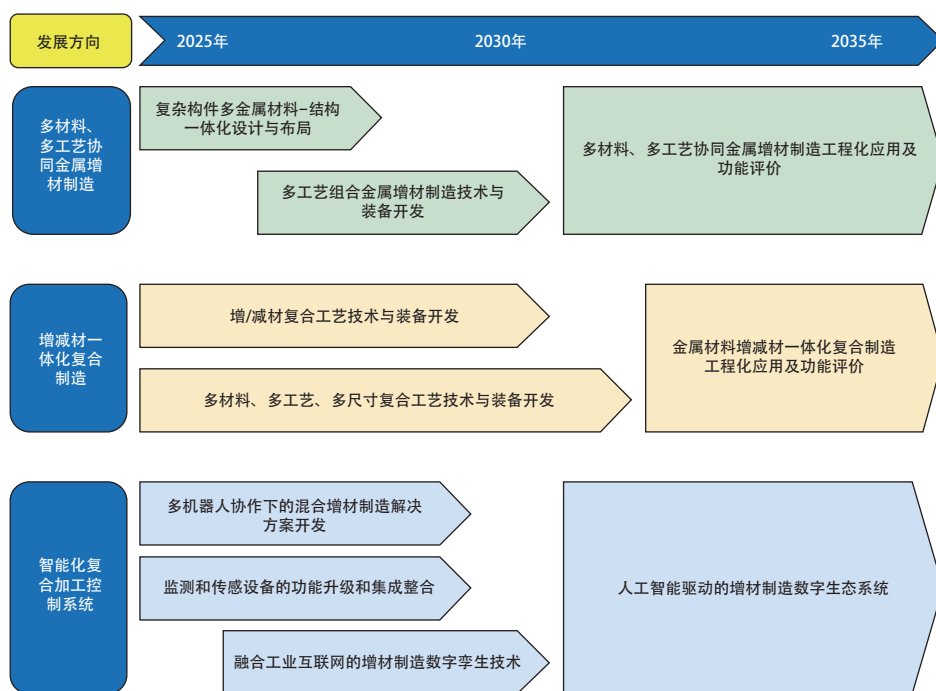 发展方向
2025年
2030年
2035年
多材料、
多工艺协
同金属增
材制造
复杂构件多金属材料–结构
一体化设计与布局
多工艺组合金属增材制造技术与
装备开发
多材料、多工艺协同金属增材制造工程化应用及
功能评价
增减材一
体化复合
制造
增/减材复合工艺技术与装备开发
多材料、多工艺、多尺寸复合工艺技术与装备开发
金属材料增减材一体化复合制造
工程化应用及功能评价
智能化复
合加工控
制系统
多机器人协作下的混合增材制造解决
方案开发
监测和传感设备的功能升级和集成整合
融合工业互联网的增材制造数字孪生技术
人工智能驱动的增材制造数字生态系统